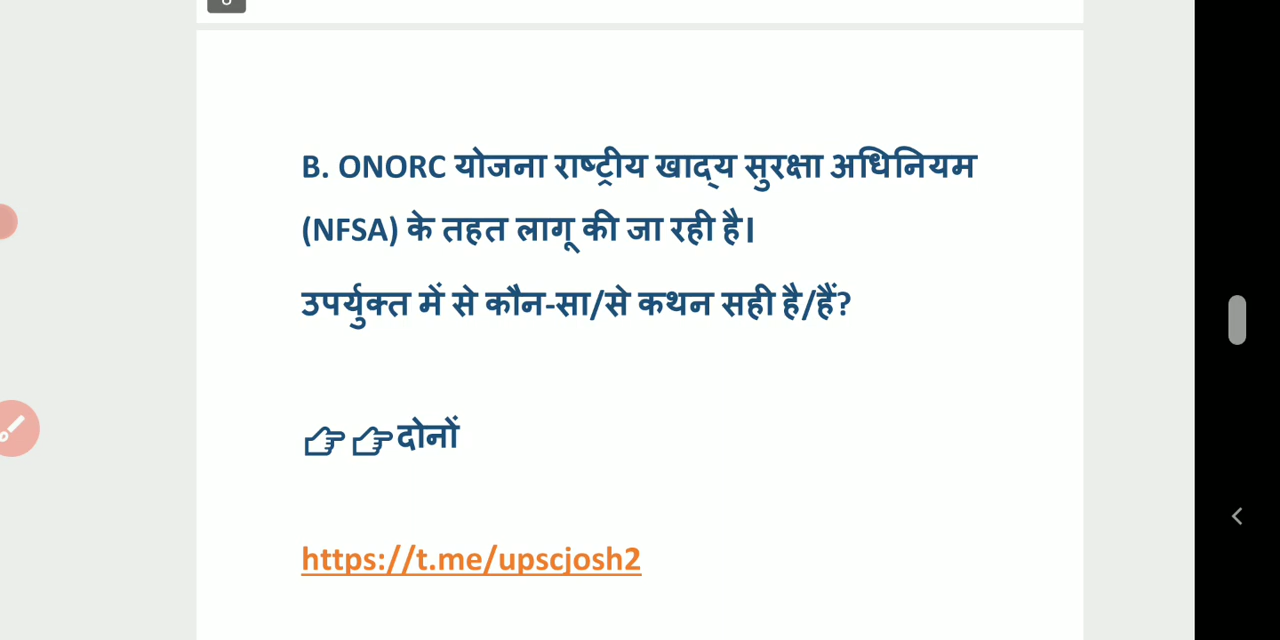 B. ONORC योजना राष्ट्रीय खाद्य सुरक्षा अधिनियम
(NFSA) के तहत लागू की जा रही है।
उपर्युक्त में से कौन-सा/से कथन सही है/हैं?
👉👉दोनों
https://t.me/upscjosh2